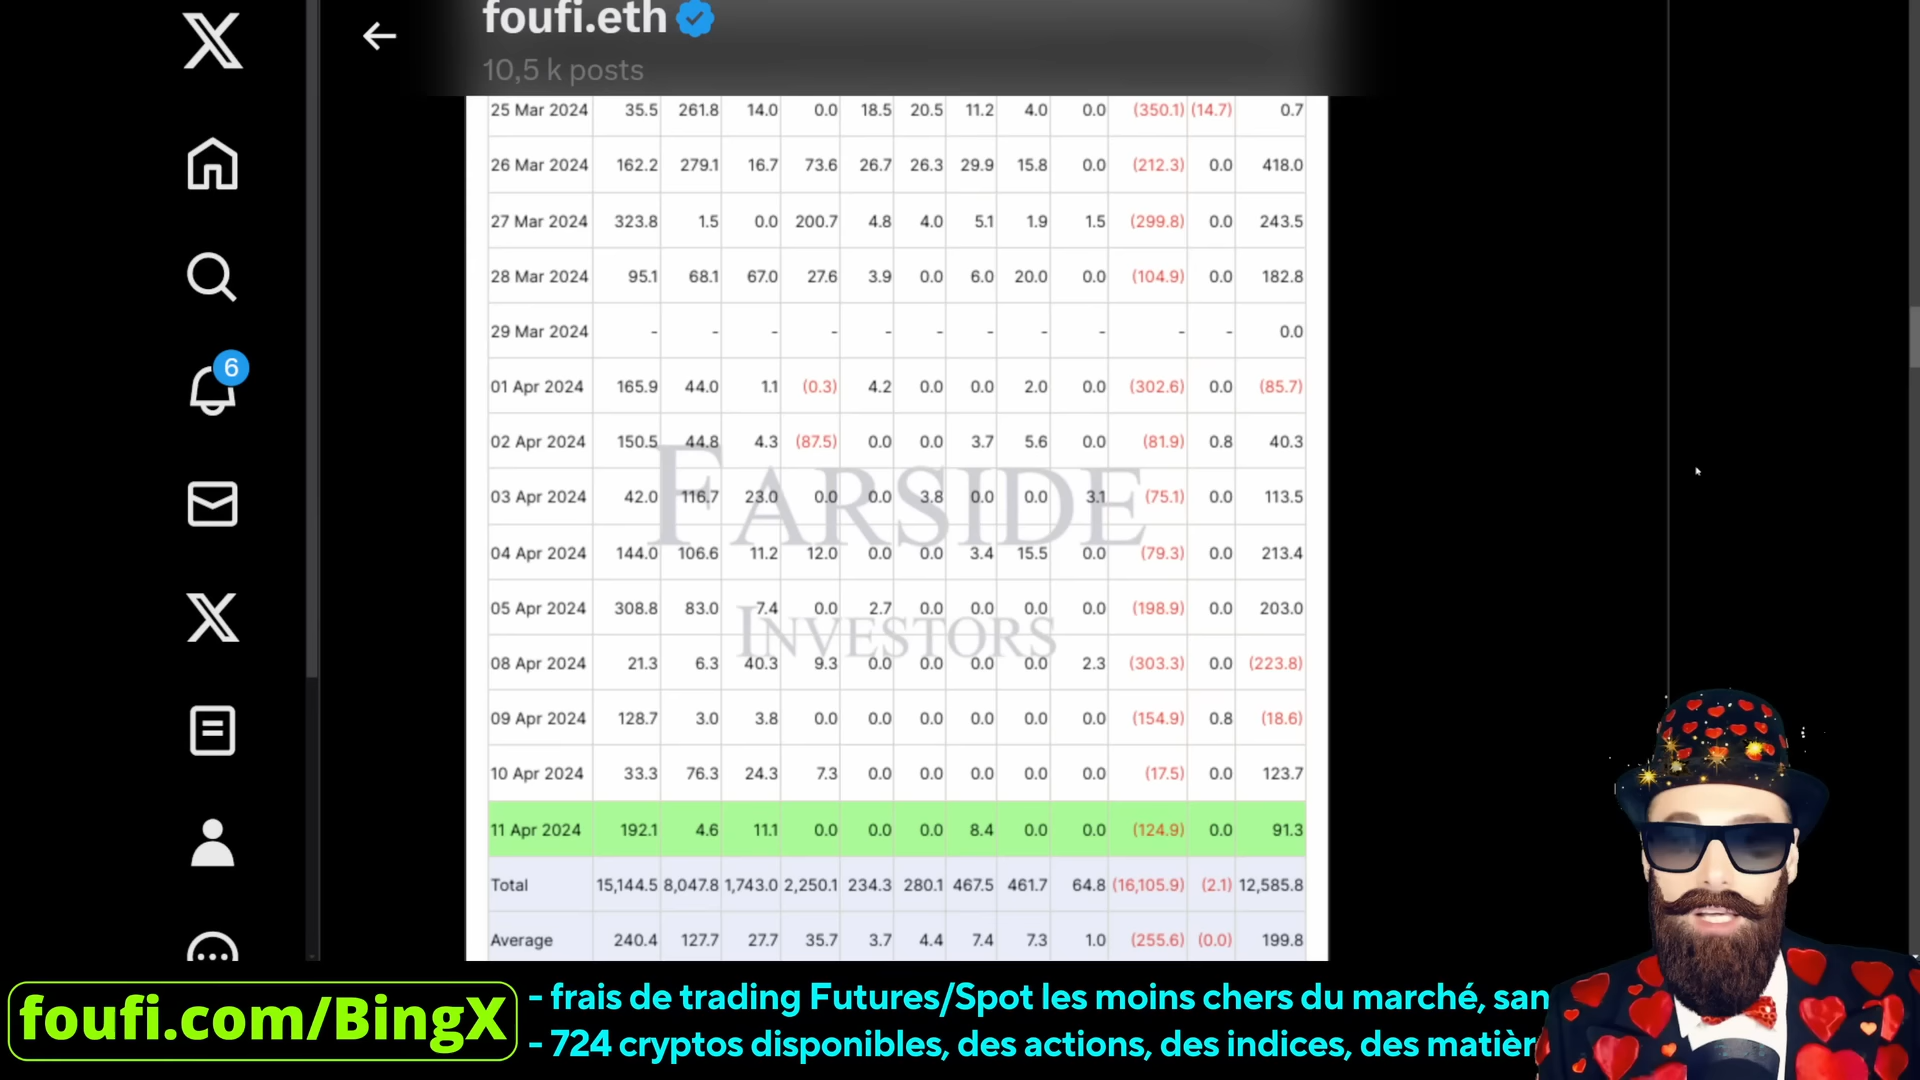 foufi.eth
10,5 k posts
25 Mar 2024 35.5 261.8 14.0 0.0 18.5 20.5 11.2 4.0 0.0 (350.1) (14.7) 0.7
26 Mar 2024 162.2 279.1 16.7 73.6 26.7 26.3 29.9 15.8 0.0 (212.3) 0.0 418.0
27 Mar 2024 323.8 1.5 0.0 200.7 4.8 4.0 5.1 1.9 1.5 (299.8) 0.0 243.5
28 Mar 2024 95.1 68.1 67.0 27.6 3.9 0.0 6.0 20.0 0.0 (104.9) 0.0 182.8
29 Mar 2024 - - - - - - - - - - - 0.0
01 Apr 2024 165.9 44.0 1.1 (0.3) 4.2 0.0 0.0 2.0 0.0 (302.6) 0.0 (85.7)
02 Apr 2024 150.5 44.8 4.3 (87.5) 0.0 0.0 3.7 5.6 0.0 (81.9) 0.8 40.3
03 Apr 2024 42.0 116.7 23.0 0.0 0.0 3.8 0.0 0.0 3.1 (75.1) 0.0 113.5
04 Apr 2024 144.0 106.6 11.2 12.0 0.0 0.0 3.4 15.5 0.0 (79.3) 0.0 213.4
05 Apr 2024 308.8 83.0 7.4 0.0 2.7 0.0 0.0 0.0 0.0 (198.9) 0.0 203.0
08 Apr 2024 21.3 6.3 40.3 9.3 0.0 0.0 0.0 0.0 2.3 (303.3) 0.0 (223.8)
09 Apr 2024 128.7 3.0 3.8 0.0 0.0 0.0 0.0 0.0 0.0 (154.9) 0.8 (18.6)
10 Apr 2024 33.3 76.3 24.3 7.3 0.0 0.0 0.0 0.0 0.0 (17.5) 0.0 123.7
11 Apr 2024 192.1 4.6 11.1 0.0 0.0 0.0 8.4 0.0 0.0 (124.9) 0.0 91.3
Total 15,144.5 8,047.8 1,743.0 2,250.1 234.3 280.1 467.5 461.7 64.8 (16,105.9) (2.1) 12,585.8
Average 240.4 127.7 27.7 35.7 3.7 4.4 7.4 7.3 1.0 (255.6) (0.0) 199.8
FARSIDE
INVESTORS
6
foufi.com/BingX
- frais de trading Futures/Spot les moins chers du marché, san
- 724 cryptos disponibles, des actions, des indices, des matièr